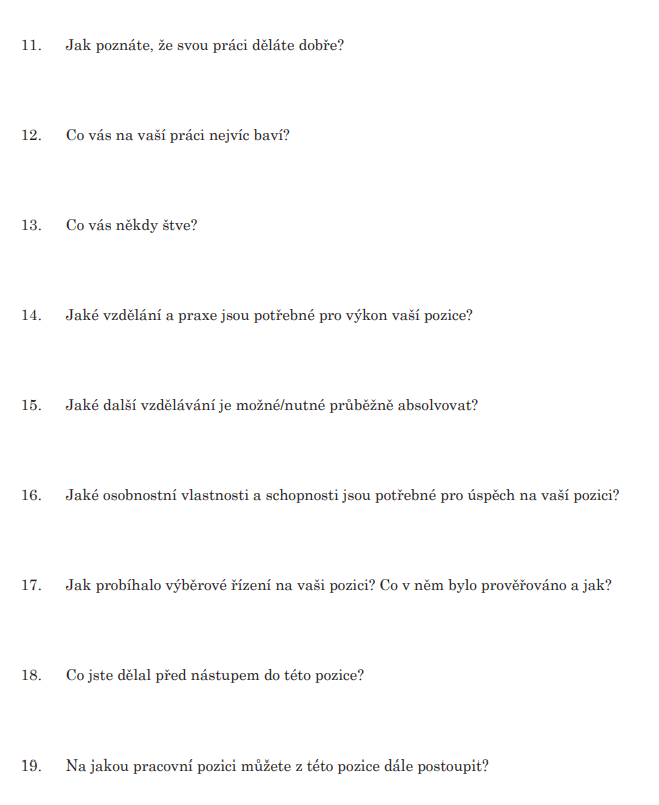 11. Jak poznáte, že svou práci děláte dobře?
12. Co vás na vaší práci nejvíc baví?
13. Co vás někdy štve?
14. Jaké vzdělání a praxe jsou potřebné pro výkon vaší pozice?
15. Jaké další vzdělávání je možné/nutné průběžně absolvovat?
16. Jaké osobnostní vlastnosti a schopnosti jsou potřebné pro úspěch na vaší pozici?
17. Jak probíhalo výběrové řízení na vaši pozici? Co v něm bylo prověřováno a jak?
18. Co jste dělal před nástupem do této pozice?
19. Na jakou pracovní pozici můžete z této pozice dále postoupit?